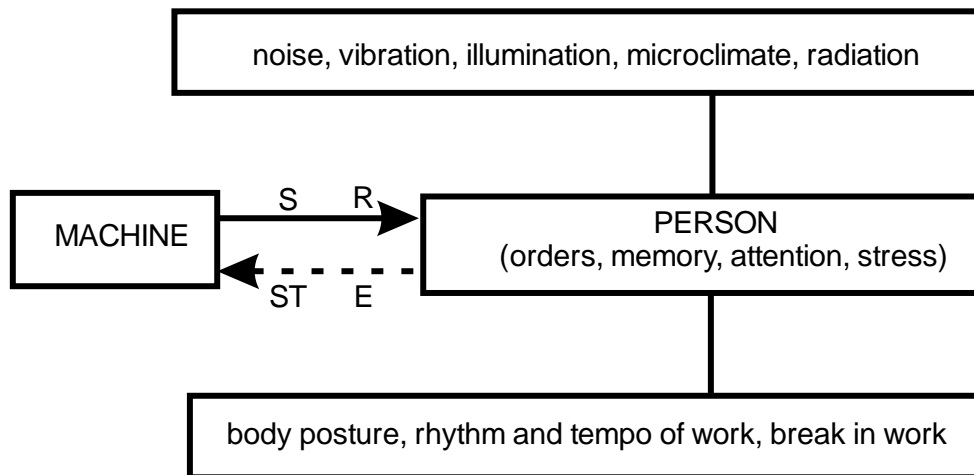 noise, vibration, illumination, microclimate, radiation
S R
MACHINE
PERSON
(orders, memory, attention, stress)
ST E
body posture, rhythm and tempo of work, break in work